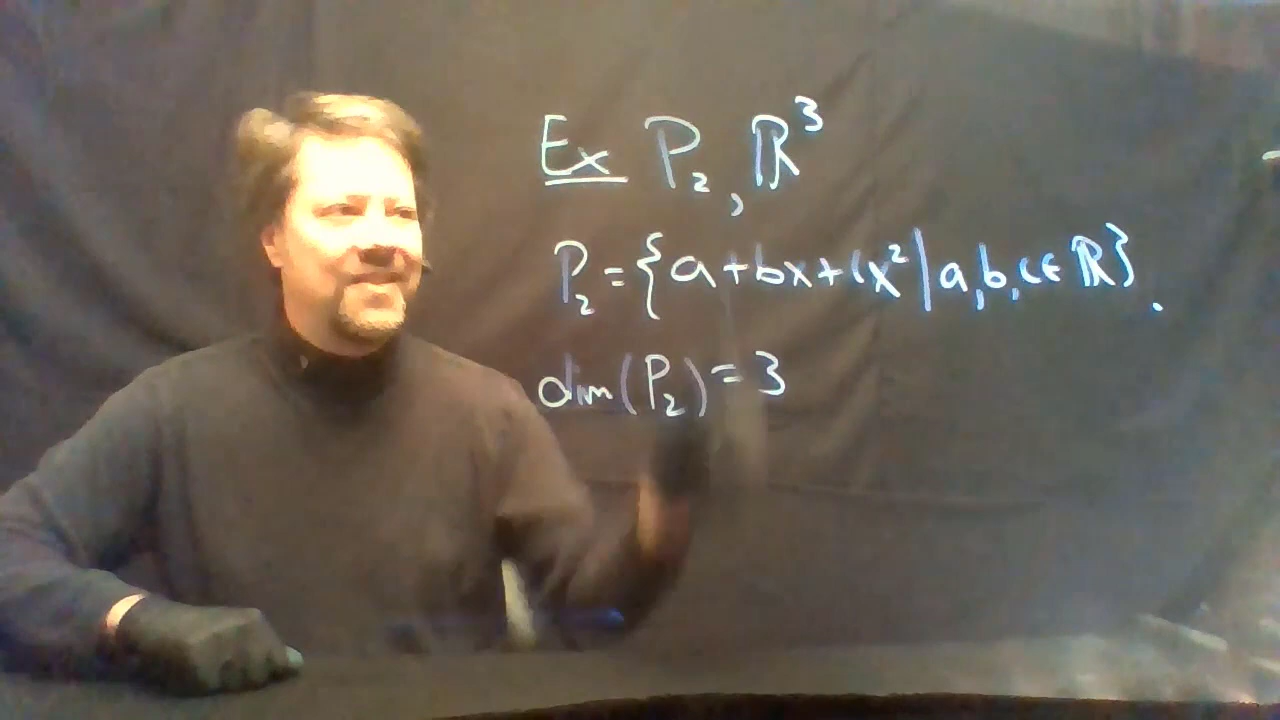 Ex P₂, ℝ³
P₂ = {a+bx+cx² | a,b,c∈ ℝ}.
dim(P₂) = 3